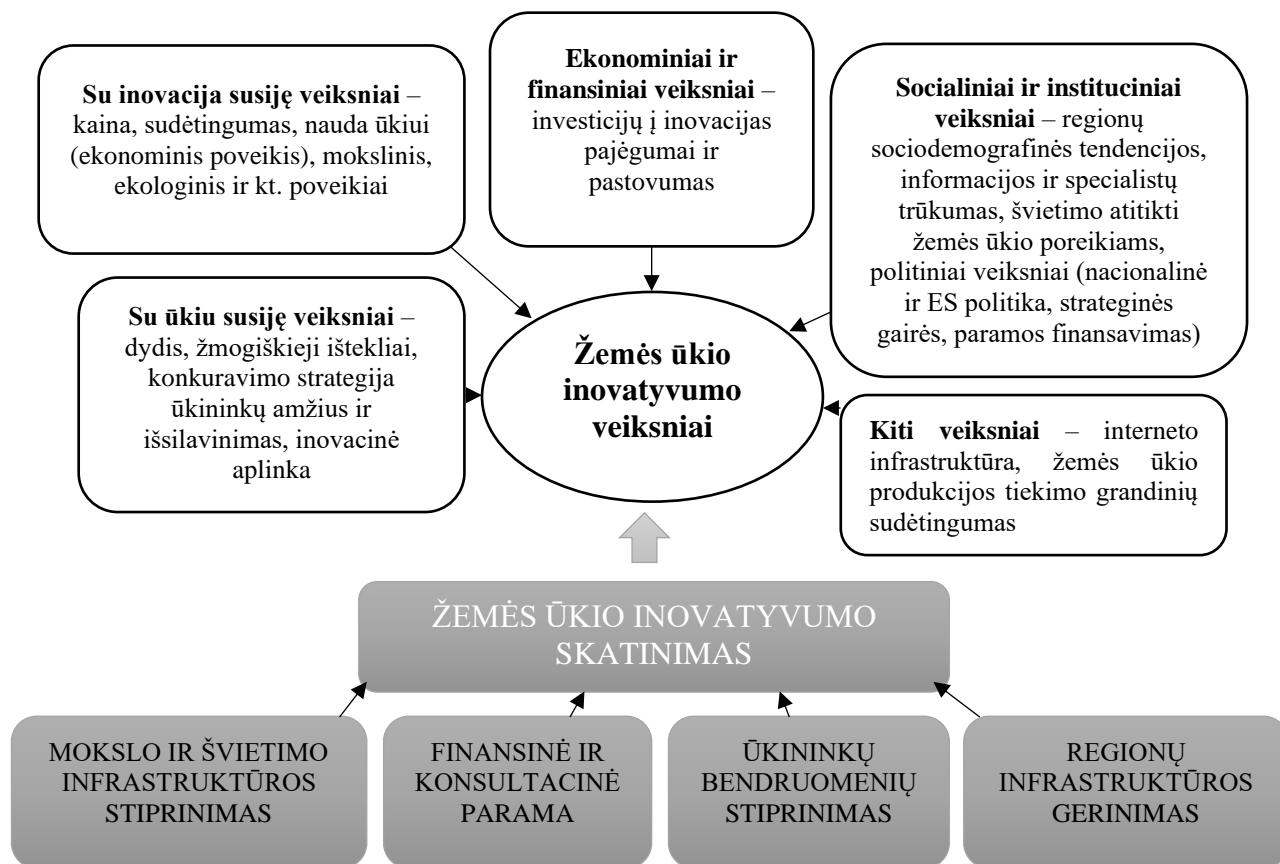 Su inovacija susiję veiksniai –
kaina, sudėtingumas, nauda ūkiui
(ekonominis poveikis), mokslinis,
ekologinis ir kt. poveikiai
Ekonominiai ir
finansiniai veiksniai –
investicijų į inovacijas
pajėgumai ir
pastovumas
Socialiniai ir instituciniai
veiksniai – regionų
sociodemografinės tendencijos,
informacijos ir specialistų
trūkumas, švietimo atitikti
žemės ūkio poreikiams,
politiniai veiksniai (nacionalinė
ir ES politika, strateginės
gairės, paramos finansavimas)
Su ūkiu susiję veiksniai –
dydis, žmogiškieji ištekliai,
konkuravimo strategija
ūkininkų amžius ir
išsilavinimas, inovacinė
aplinka
Žemės ūkio
inovatyvumo
veiksniai
Kiti veiksniai – interneto
infrastruktūra, žemės ūkio
produkcijos tiekimo grandinių
sudėtingumas
ŽEMĖS ŪKIO INOVATYVUMO
SKATINIMAS
MOKSLO IR ŠVIETIMO
INFRASTRUKTŪROS
STIPRINIMAS
FINANSINĖ IR
KONSULTACINĖ
PARAMA
ŪKININKŲ
BENDRUOMENIŲ
STIPRINIMAS
REGIONŲ
INFRASTRUKTŪROS
GERINIMAS